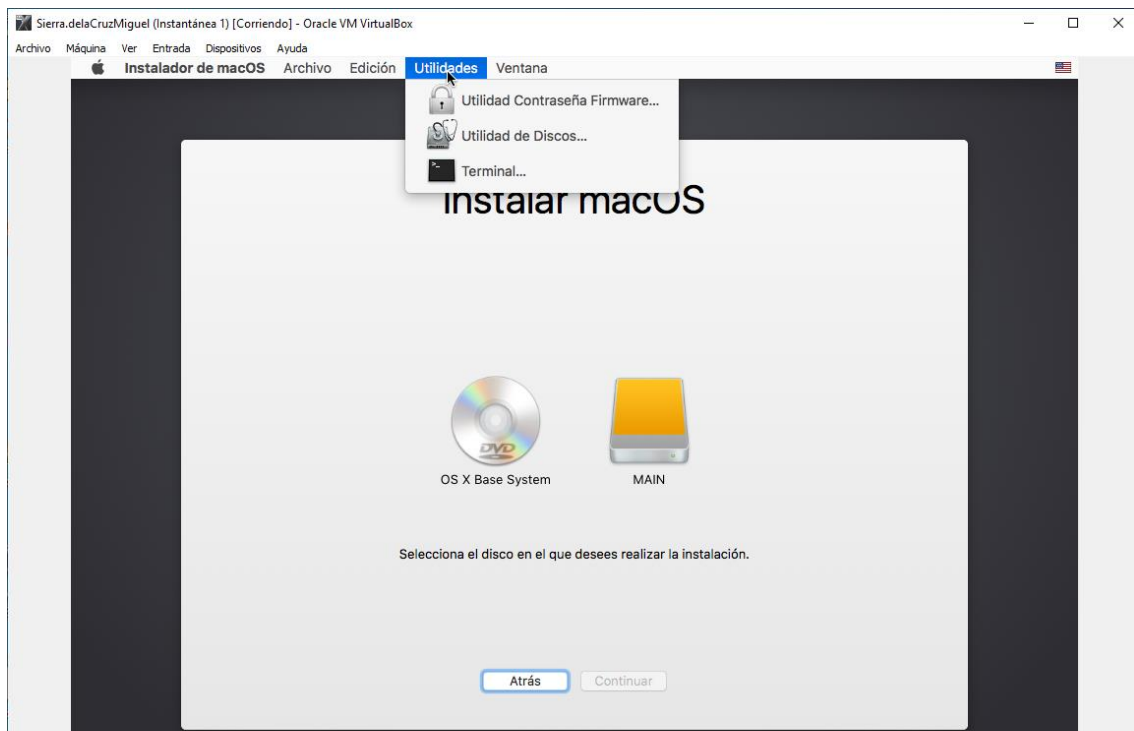 Sierra.delaCruzMiguel (Instantánea 1) [Corriendo] - Oracle VM VirtualBox
Archivo Máquina Ver Entrada Dispositivos Ayuda
Instalador de macOS Archivo Edición Utilidades Ventana
Utilidad Contraseña Firmware...
Utilidad de Discos...
Terminal...
Instalar macOS
DVD
OS X Base System MAIN
Selecciona el disco en el que desees realizar la instalación.
Atrás Continuar